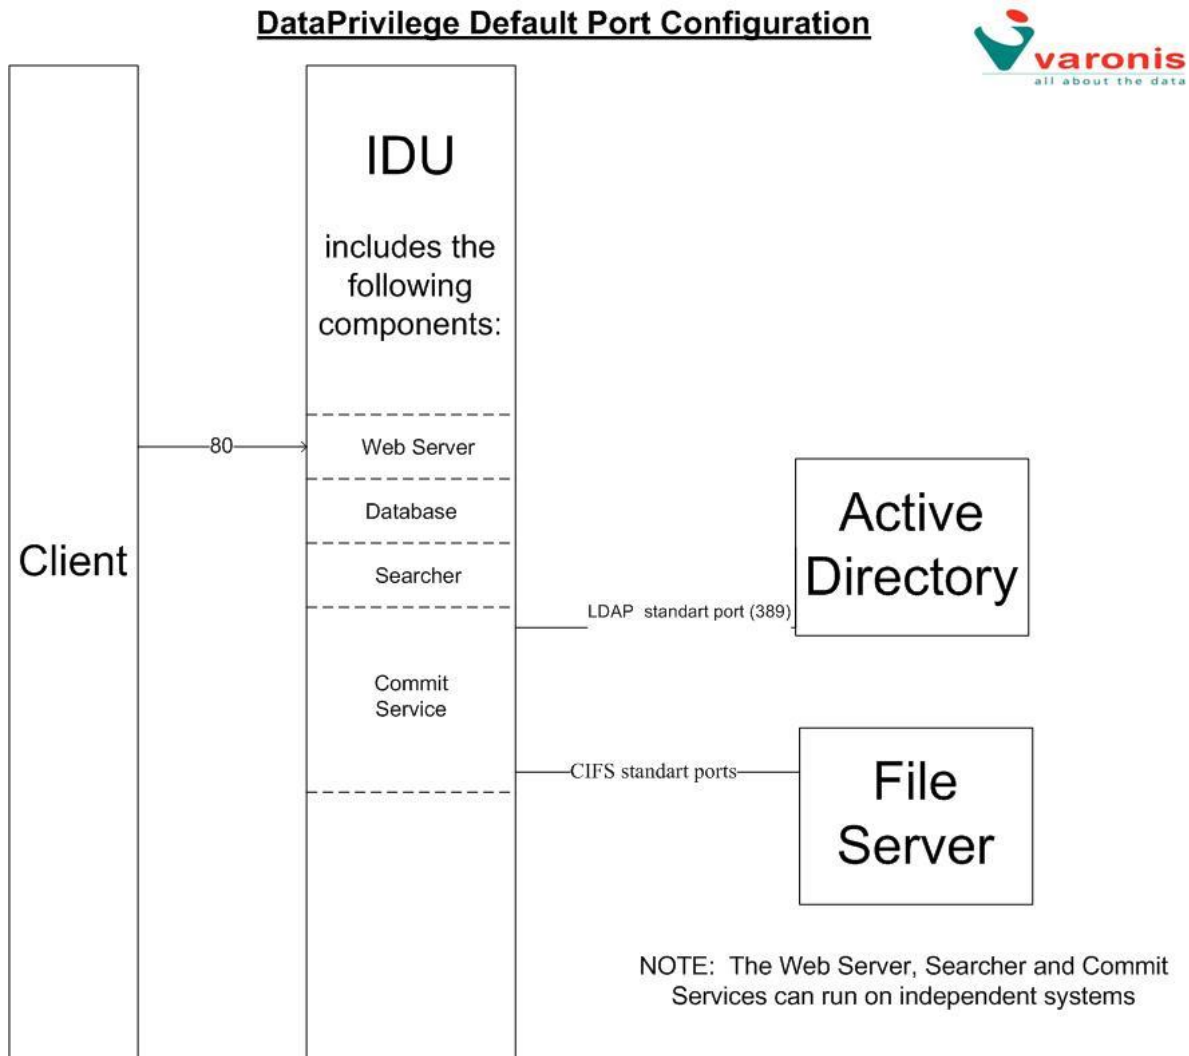 DataPrivilege Default Port Configuration
varonis
all about the data
IDU
includes the
following
components:
80
Web Server
Database
Client
Searcher
Active
Directory
LDAP standart port (389)
Commit
Service
CIFS standart ports
File
Server
NOTE: The Web Server, Searcher and Commit
Services can run on independent systems